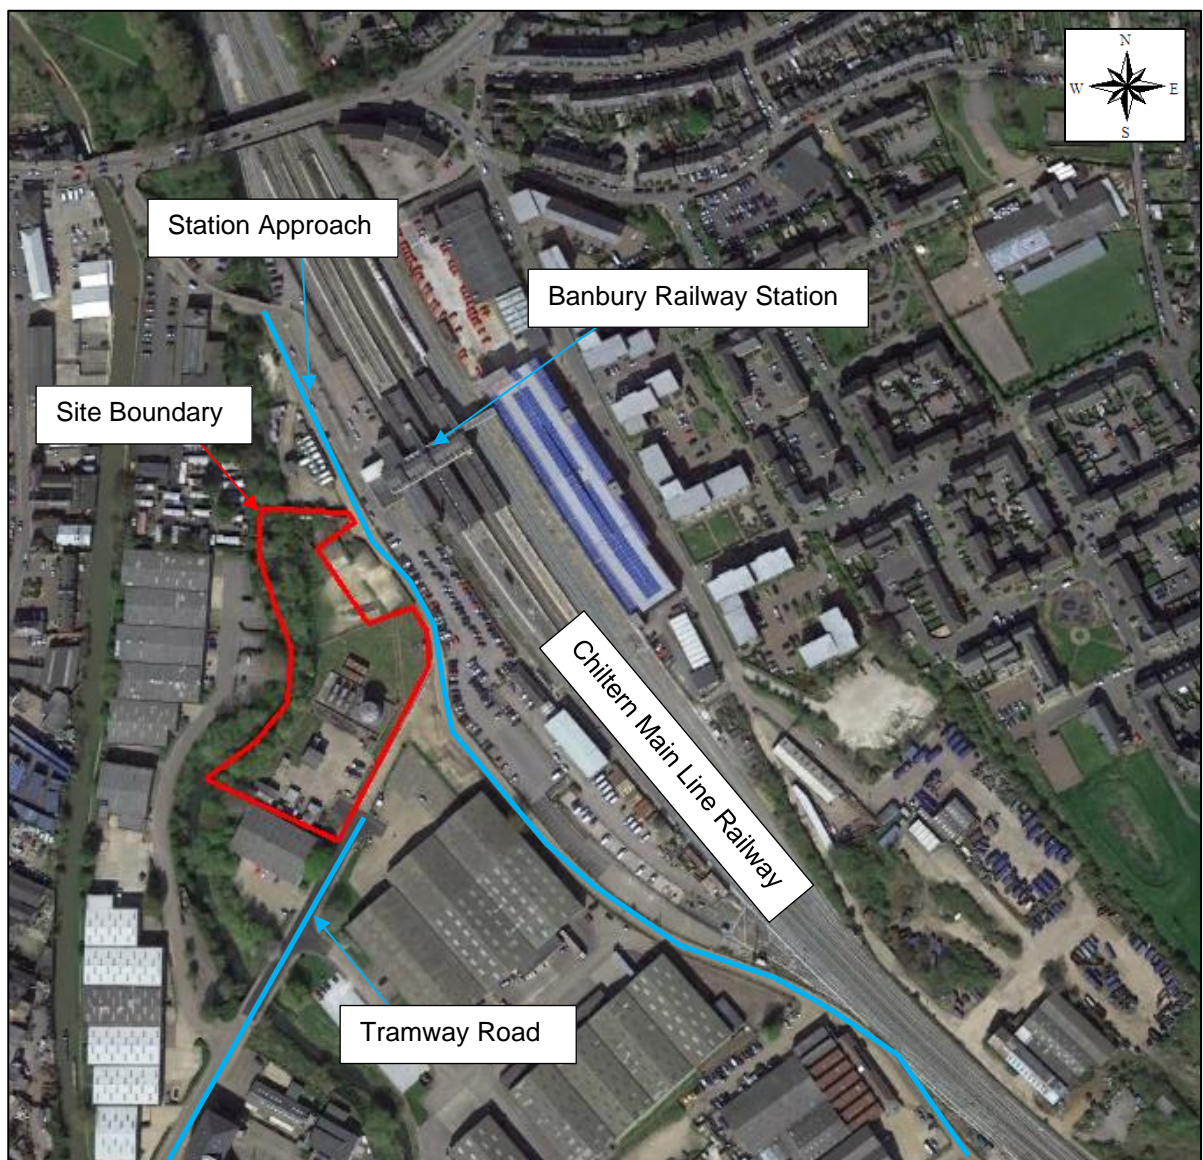 N
W E
S
Station Approach
Banbury Railway Station
Site Boundary
Chiltern Main Line Railway
Tramway Road